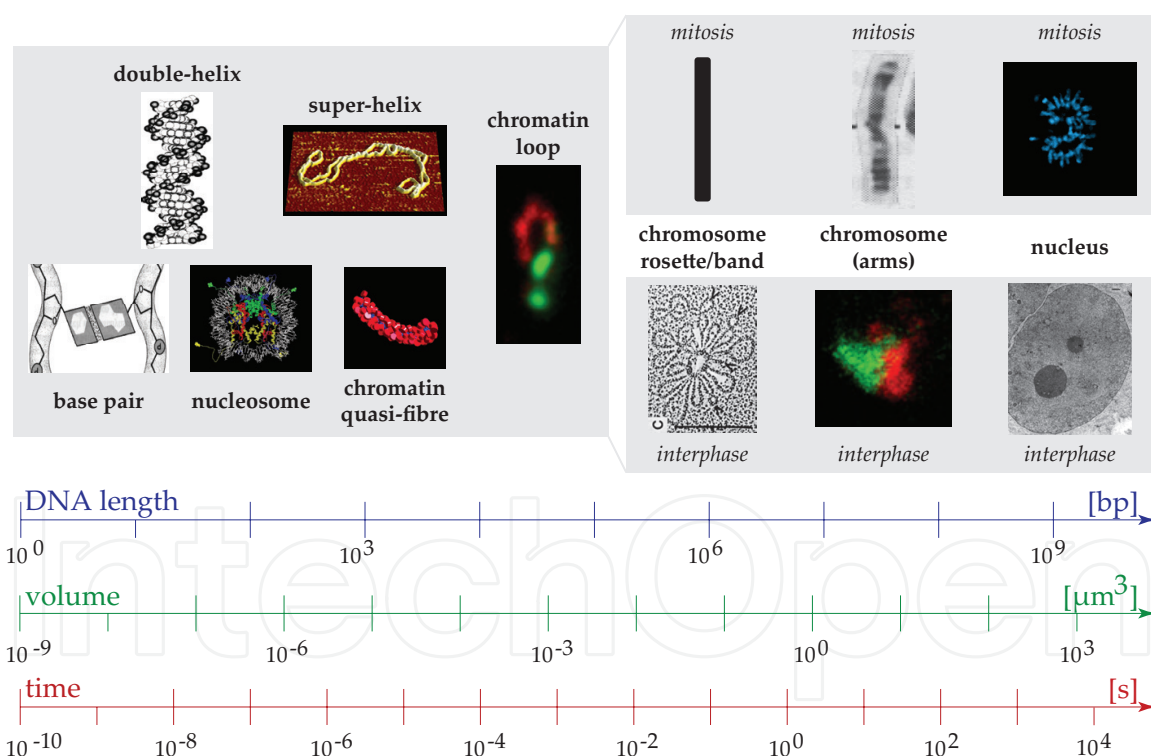 mitosis
mitosis
mitosis
double-helix
super-helix
chromatin
loop
chromosome
rosette/band
chromosome
(arms)
nucleus
base pair
nucleosome
chromatin
quasi-fibre
C
interphase
interphase
interphase
DNA length
[bp]
10^0
10^3
10^6
10^9
volume
[µm^3]
10^-9
10^-6
10^-3
10^0
10^3
time
[s]
10^-10
10^-8
10^-6
10^-4
10^-2
10^0
10^2
10^4
IntechOpen